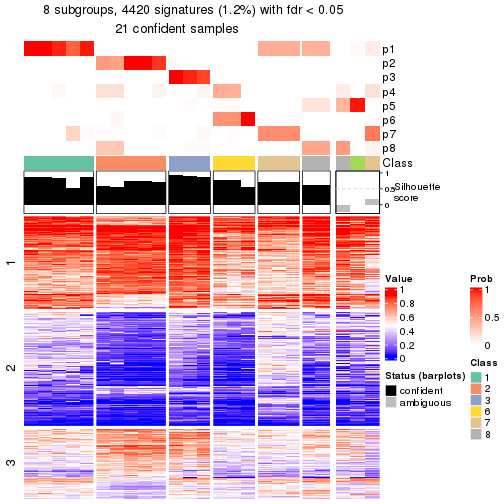 8 subgroups, 4420 signatures (1.2%) with fdr < 0.05
21 confident samples
p1
p2
p3
p4
p5
p6
p7
p8
Class
1
0.5
0
Silhouette
score
1
2
3
Value
1
0.8
0.6
0.4
0.2
0
Prob
1
0.5
0
Status (barplots)
confident
ambiguous
Class
1
2
3
6
7
8